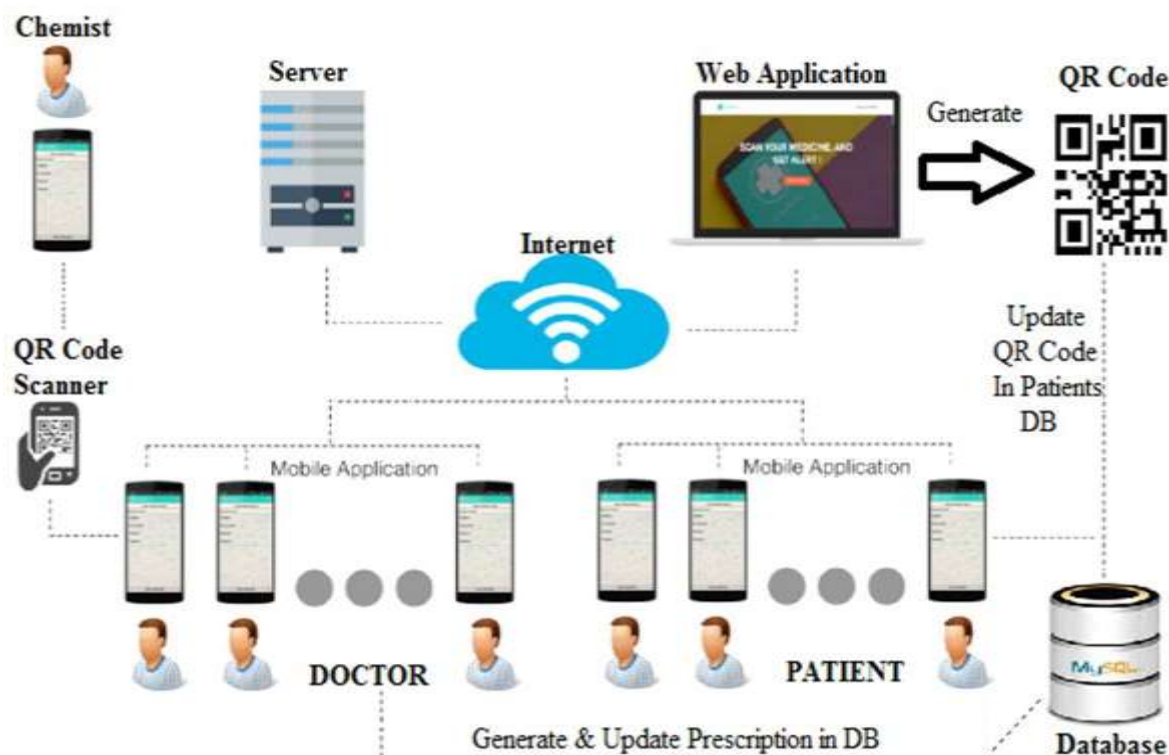 Chemist
Server
Web Application
QR Code
Generate
SCAN YOUR MEDICINE, AND
GET ALERT !
Internet
QR Code
Scanner
Update
QR Code
In Patients
DB
Mobile Application
Mobile Application
DOCTOR
PATIENT
MySQL
Generate & Update Prescription in DB
Database